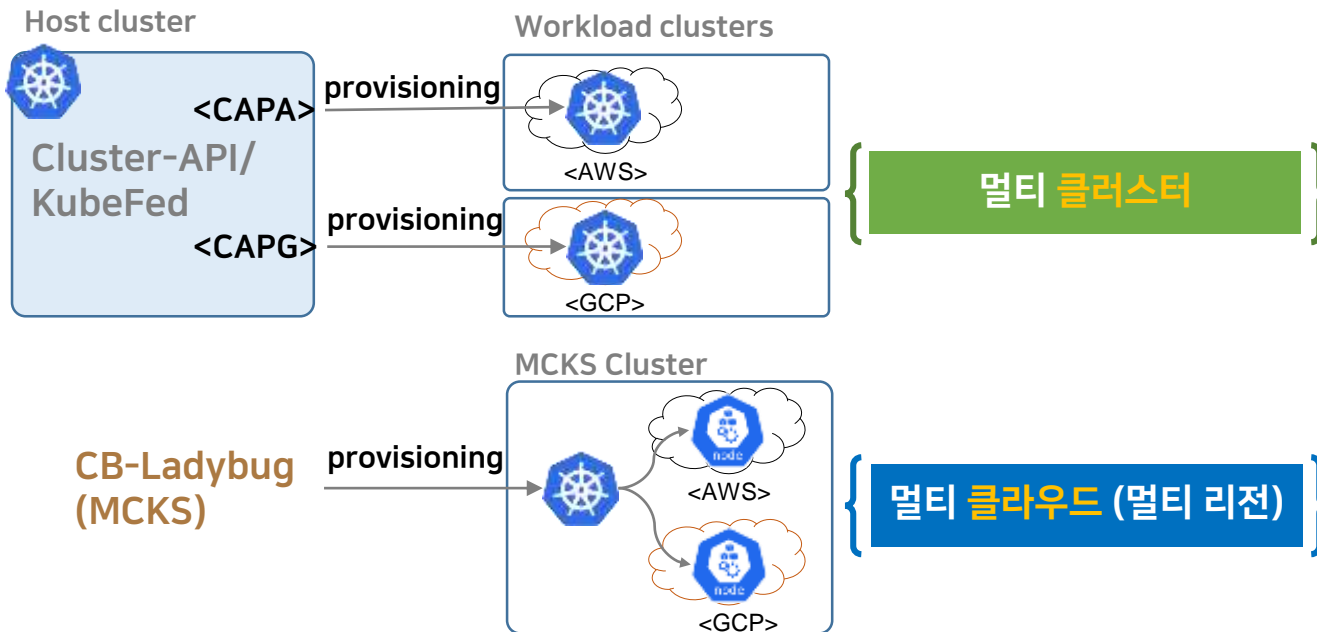 Host cluster
Workload clusters
<CAPA>
provisioning
<AWS>
Cluster-API/
KubeFed
<CAPG>
provisioning
<GCP>
멀티 클러스터
MCKS Cluster
CB-Ladybug
(MCKS)
provisioning
node
<AWS>
node
<GCP>
멀티 클라우드 (멀티 리전)